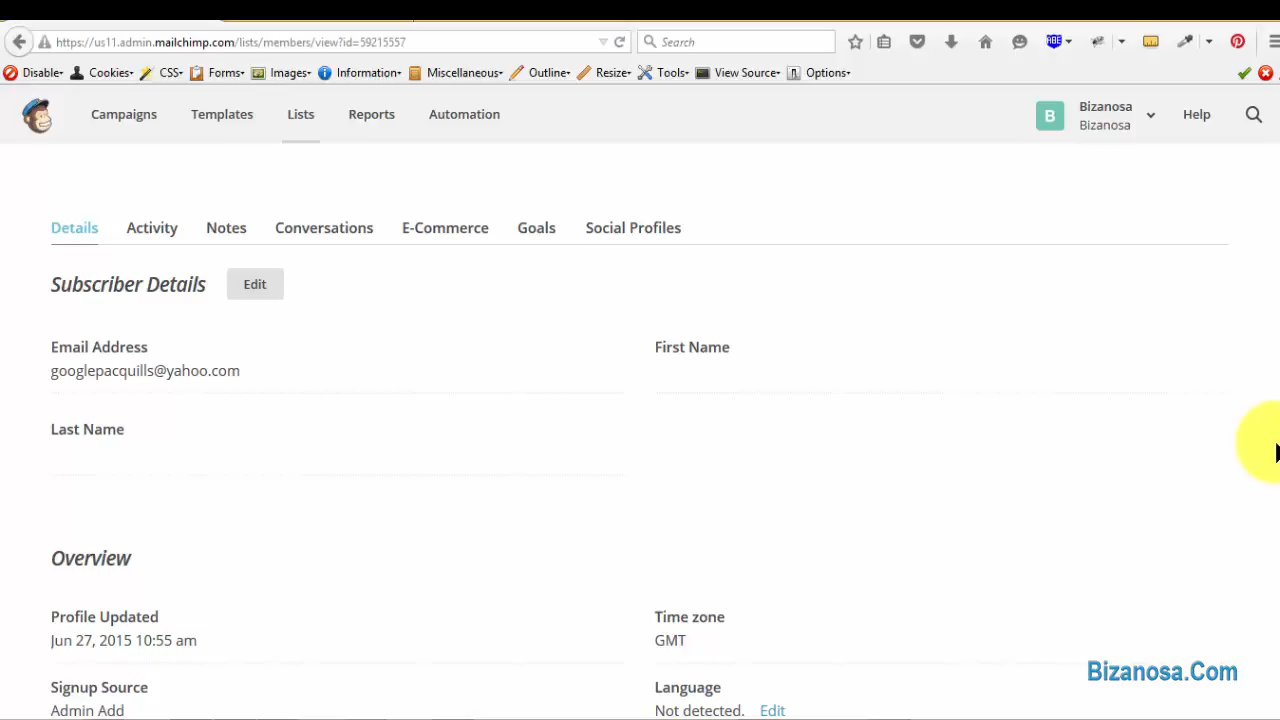 https://us11.admin.mailchimp.com/lists/members/view?id=59215557
Search
ABE
Disable
Cookies
CSS
Forms
Images
Information
Miscellaneous
Outline
Resize
Tools
View Source
Options
Campaigns
Templates
Lists
Reports
Automation
B
Bizanosa
Bizanosa
Help
Details
Activity
Notes
Conversations
E-Commerce
Goals
Social Profiles
Subscriber Details
Edit
Email Address
googlepacquills@yahoo.com
First Name
Last Name
Overview
Profile Updated
Jun 27, 2015 10:55 am
Time zone
GMT
Signup Source
Admin Add
Language
Not detected. Edit
Bizanosa.Com